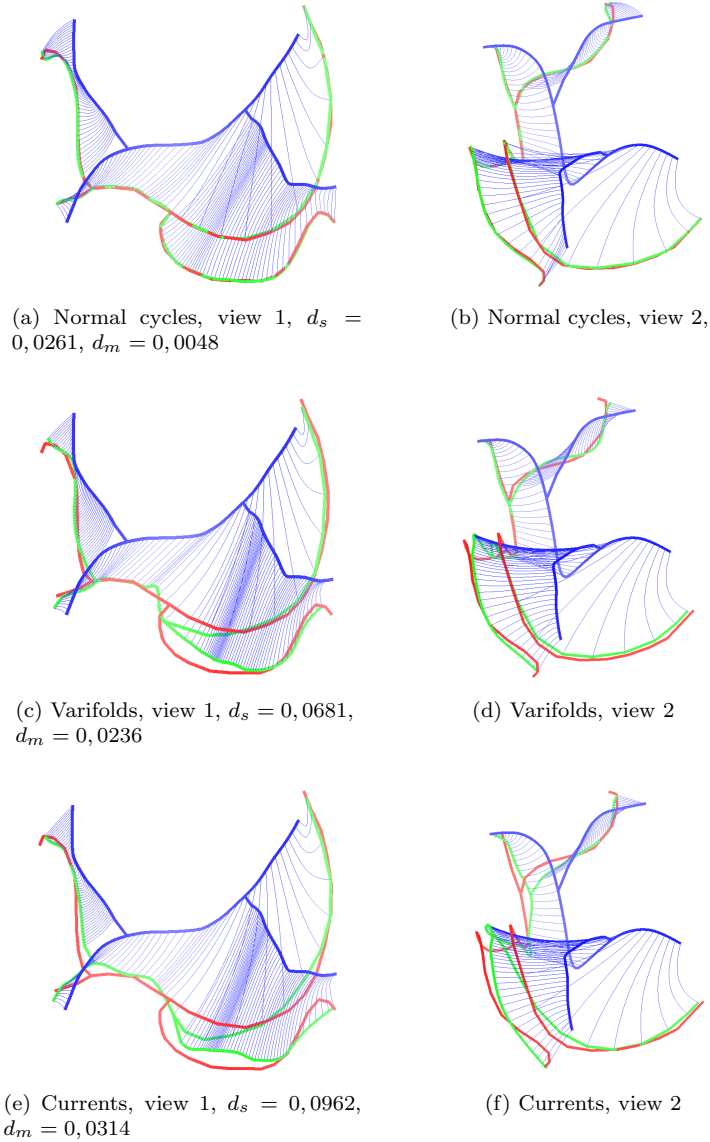 (a) Normal cycles, view 1, d_s =
0,0261, d_m = 0,0048
(b) Normal cycles, view 2,
(c) Varifolds, view 1, d_s = 0,0681,
d_m = 0,0236
(d) Varifolds, view 2
(e) Currents, view 1, d_s = 0,0962,
d_m = 0,0314
(f) Currents, view 2